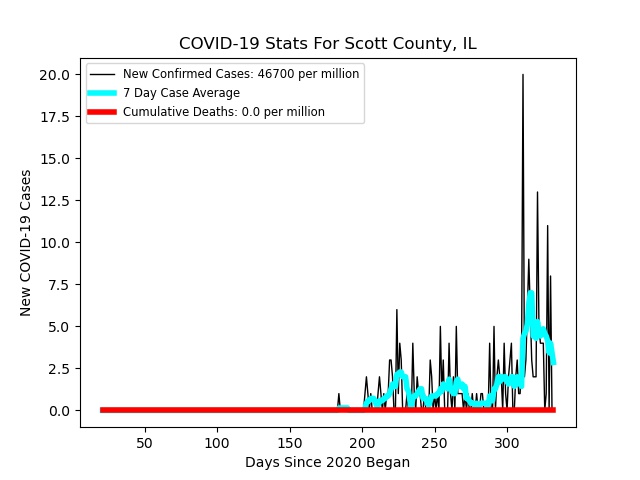 COVID-19 Stats For Scott County, IL
New Confirmed Cases: 46700 per million
7 Day Case Average
Cumulative Deaths: 0.0 per million
New COVID-19 Cases
20.0
17.5
15.0
12.5
10.0
7.5
5.0
2.5
0.0
50 100 150 200 250 300
Days Since 2020 Began